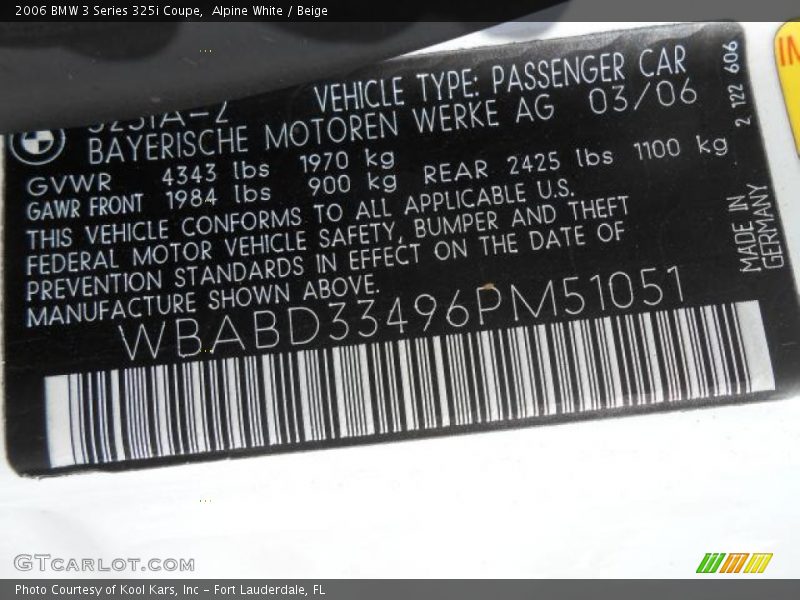 2006 BMW 3 Series 325i Coupe,  Alpine White / Beige
325iA-2 VEHICLE TYPE: PASSENGER CAR
BAYERISCHE MOTOREN WERKE AG 03/06
GVWR 4343 lbs 1970 kg
GAWR FRONT 1984 lbs 900 kg REAR 2425 lbs 1100 kg
THIS VEHICLE CONFORMS TO ALL APPLICABLE U.S.
FEDERAL MOTOR VEHICLE SAFETY, BUMPER AND THEFT
PREVENTION STANDARDS IN EFFECT ON THE DATE OF
MANUFACTURE SHOWN ABOVE.
WBABD33496PM51051
2 122 606
MADE IN
GERMANY
GTCARLOT.COM
Photo Courtesy of Kool Kars, Inc - Fort Lauderdale, FL